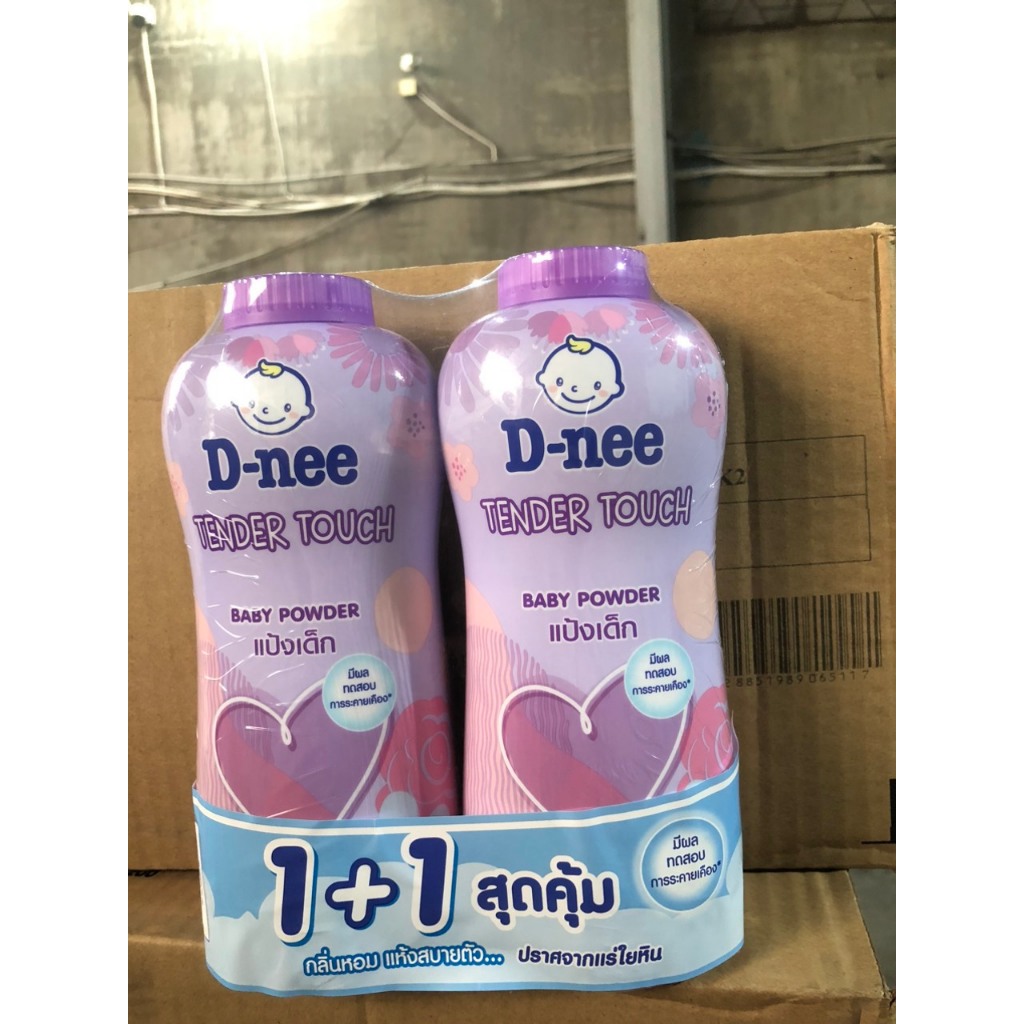 D-nee
TENDER TOUCH
BABY POWDER
แป้งเด็ก
มีผล
ทดสอบ
การระคายเคือง*
D-nee
TENDER TOUCH
BABY POWDER
แป้งเด็ก
มีผล
ทดสอบ
การระคายเคือง*
1+1 สุดคุ้ม
มีผล
ทดสอบ
การระคายเคือง*
กลิ่นหอม แห้งสบายตัว... ปราศจากแร่ใยหิน